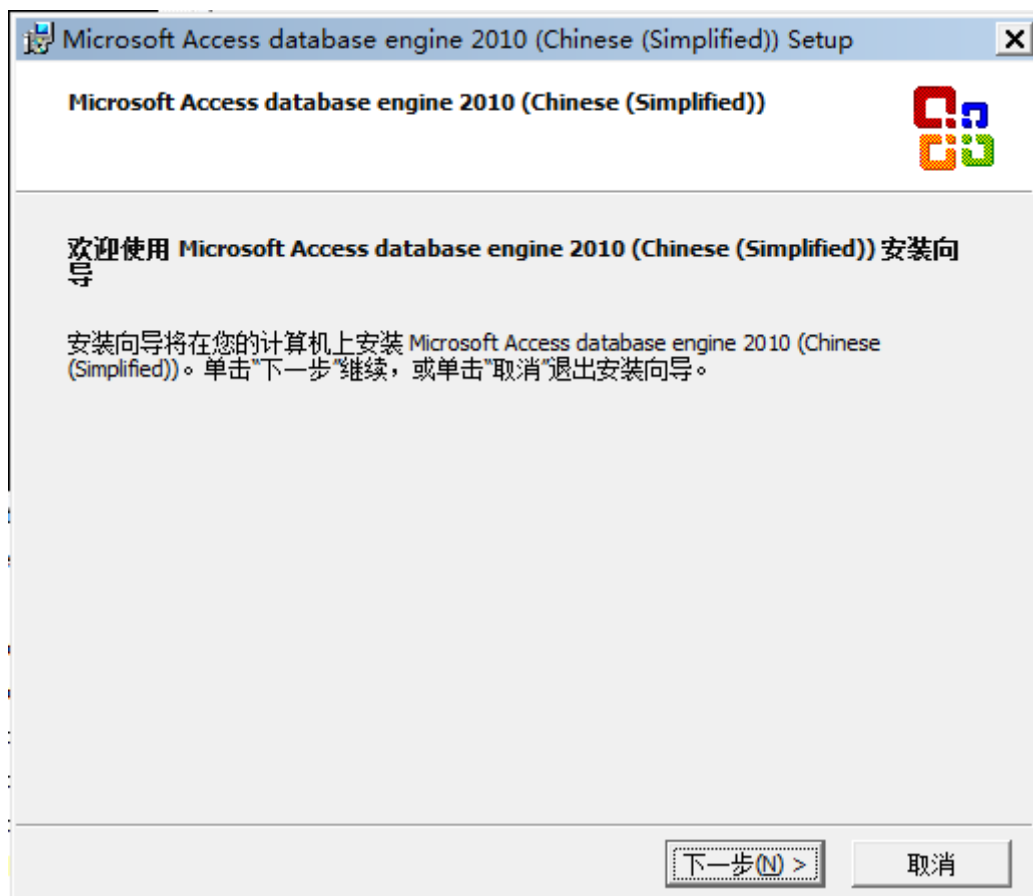 Microsoft Access database engine 2010 (Chinese (Simplified)) Setup
Microsoft Access database engine 2010 (Chinese (Simplified))
欢迎使用 Microsoft Access database engine 2010 (Chinese (Simplified)) 安装向
导
安装向导将在您的计算机上安装 Microsoft Access database engine 2010 (Chinese
(Simplified))。单击"下一步"继续，或单击"取消"退出安装向导。
下一步(N) >
取消